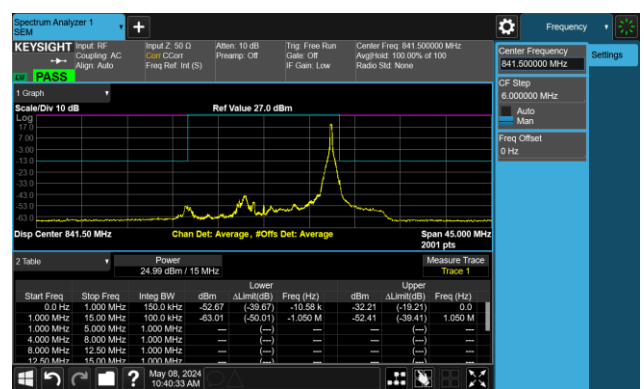 Spectrum Analyzer 1
SEM
Frequency
KEYSIGHT
Input: RF
Coupling: AC
Align: Auto
Input Z: 50 Ω
Corr CCorr
Freq Ref: Int (S)
Atten: 10 dB
Preamp: Off
Trig: Free Run
Gate: Off
IF Gain: Low
Center Freq: 841.500000 MHz
Avg|Hold: 100.00% of 100
Radio Std: None
PASS
Center Frequency
841.500000 MHz
Settings
CF Step
6.000000 MHz
Auto
Man
Freq Offset
0 Hz
1 Graph
Scale/Div 10 dB
Ref Value 27.0 dBm
Log
17.0
7.00
-3.00
-13.0
-23.0
-33.0
-43.0
-53.0
-63.0
Disp Center 841.50 MHz
Chan Det: Average, #Offs Det: Average
Span 45.000 MHz
2001 pts
2 Table
Power
24.99 dBm / 15 MHz
Measure Trace
Trace 1
Lower Upper
Start Freq Stop Freq Integ BW dBm ΔLimit(dB) Freq (Hz) dBm ΔLimit(dB) Freq (Hz)
0.0 Hz 1.000 MHz 150.0 kHz -52.67 (-39.67) -10.58 k -32.21 (-19.21) 0.0
1.000 MHz 15.00 MHz 100.0 kHz -63.01 (-50.01) -1.050 M -52.41 (-39.41) 1.050 M
1.000 MHz 5.000 MHz 1.000 MHz --- (---) --- --- (---) ---
4.000 MHz 8.000 MHz 1.000 MHz --- (---) --- --- (---) ---
8.000 MHz 12.50 MHz 1.000 MHz --- (---) --- --- (---) ---
12.50 MHz 15.00 MHz 1.000 MHz --- (---) --- --- (---) ---
?
May 08, 2024
10:40:33 AM